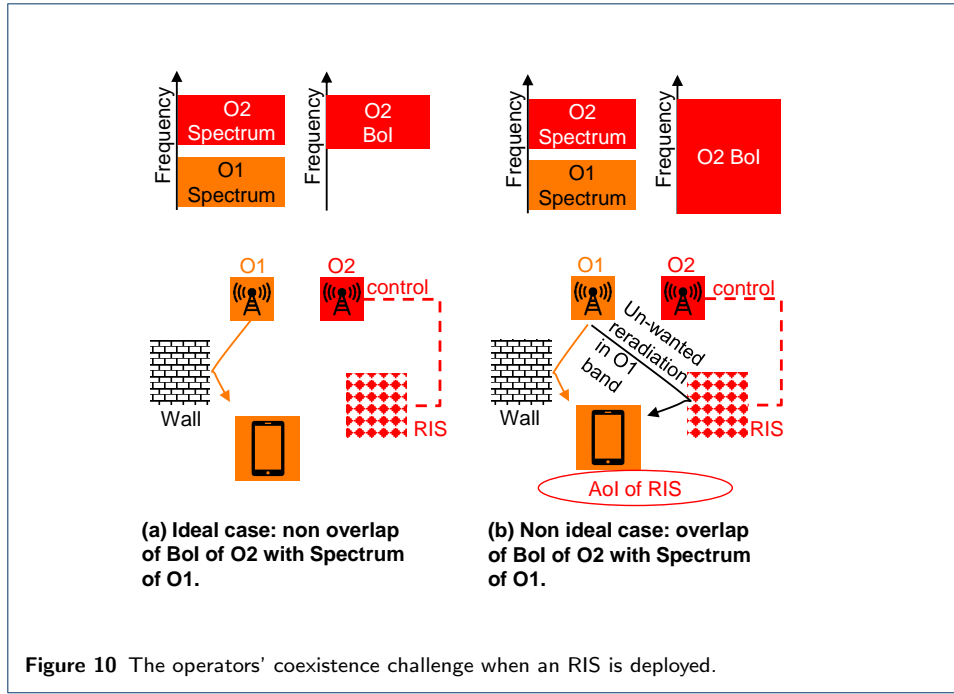 Frequency
O2
Spectrum
O1
Spectrum
Frequency
O2
BoI
O1
O2
control
Wall
RIS
(a) Ideal case: non overlap
of BoI of O2 with Spectrum
of O1.
Frequency
O2
Spectrum
O1
Spectrum
Frequency
O2 BoI
O1
O2
control
Un-wanted
reradiation
in O1
band
Wall
RIS
AoI of RIS
(b) Non ideal case: overlap
of BoI of O2 with Spectrum
of O1.
Figure 10 The operators' coexistence challenge when an RIS is deployed.